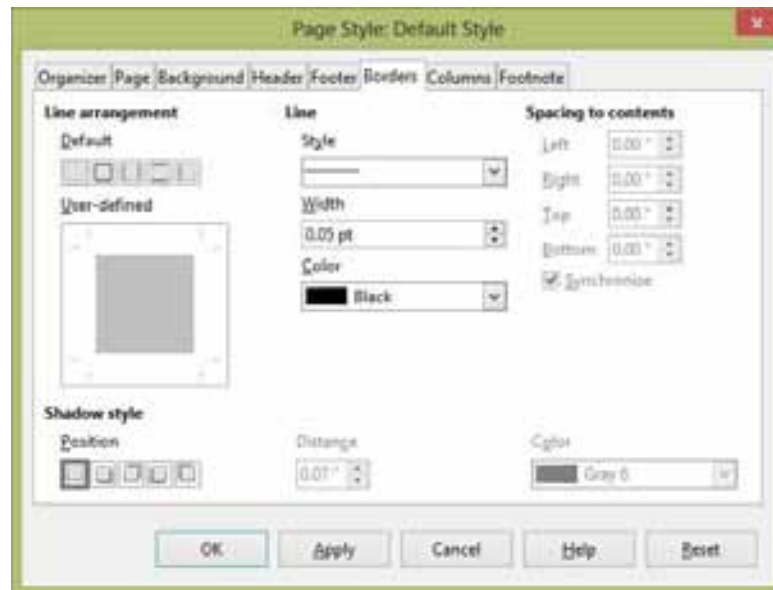 Page Style: Default Style
Organizer Page Background Header Footer Borders Columns Footnote
Line arrangement
Default
User-defined
Line
Style
Width
0.05 pt
Color
Black
Spacing to contents
Left 0.00 "
Right 0.00 "
Top 0.00 "
Bottom 0.00 "
Synchronize
Shadow style
Position
Distance
0.07 "
Color
Gray 6
OK Apply Cancel Help Reset